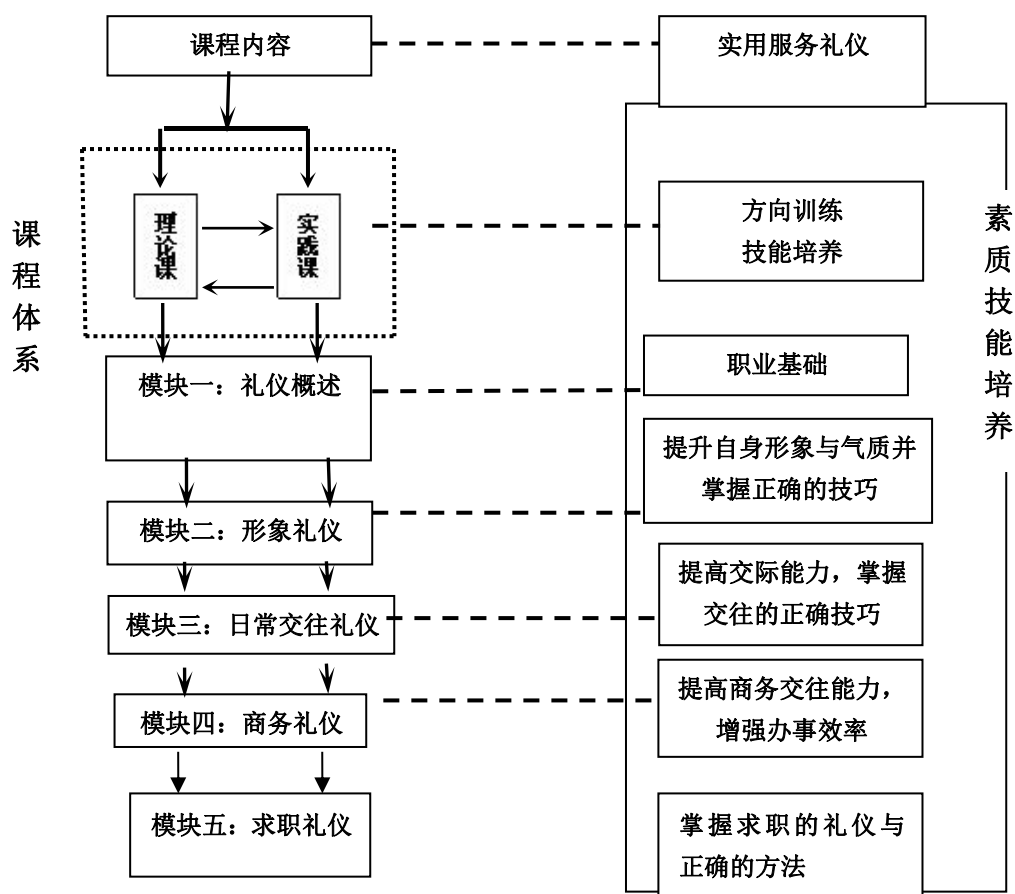 课程内容
实用服务礼仪
课程体系
理论课
实践课
方向训练
技能培养
素质技能培养
模块一：礼仪概述
职业基础
提升自身形象与气质并
掌握正确的技巧
模块二：形象礼仪
提高交际能力，掌握
交往的正确技巧
模块三：日常交往礼仪
提高商务交往能力，
增强办事效率
模块四：商务礼仪
模块五：求职礼仪
掌握求职的礼仪与
正确的方法